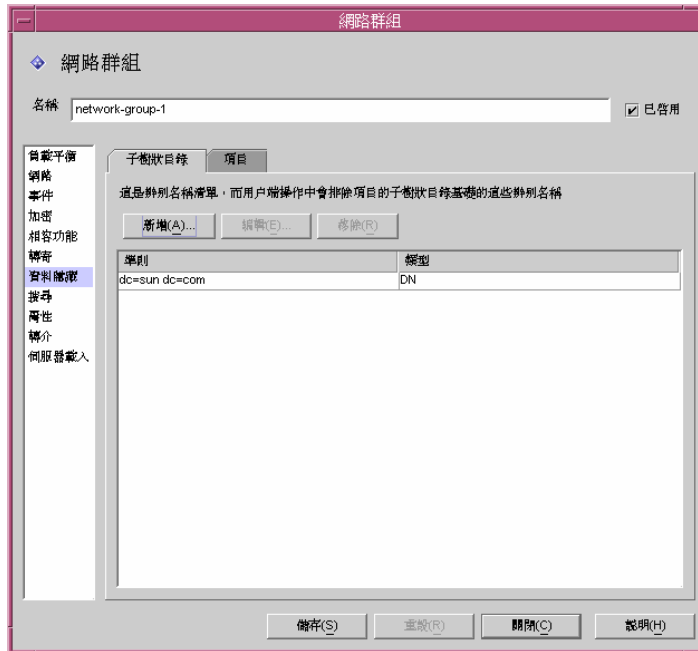 網路群組
網路群組
名稱 network-group-1 已啓用
負載平衡
網路
事件
加密
相容功能
轉寄
資料隱藏
搜尋
屬性
轉介
伺服器載入
子樹狀目錄 項目
這是辨別名稱清單，而用戶端操作中會排除項目的子樹狀目錄基礎的這些辨別名稱
新增(A)... 編輯(E)... 移除(R)
準則 類型
dc=sun dc=com DN
儲存(S) 重設(R) 關閉(C) 說明(H)